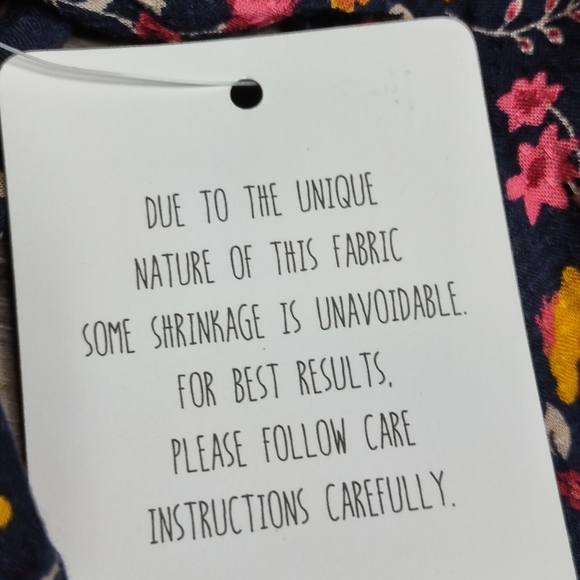 DUE TO THE UNIQUE
NATURE OF THIS FABRIC
SOME SHRINKAGE IS UNAVOIDABLE.
FOR BEST RESULTS,
PLEASE FOLLOW CARE
INSTRUCTIONS CAREFULLY.